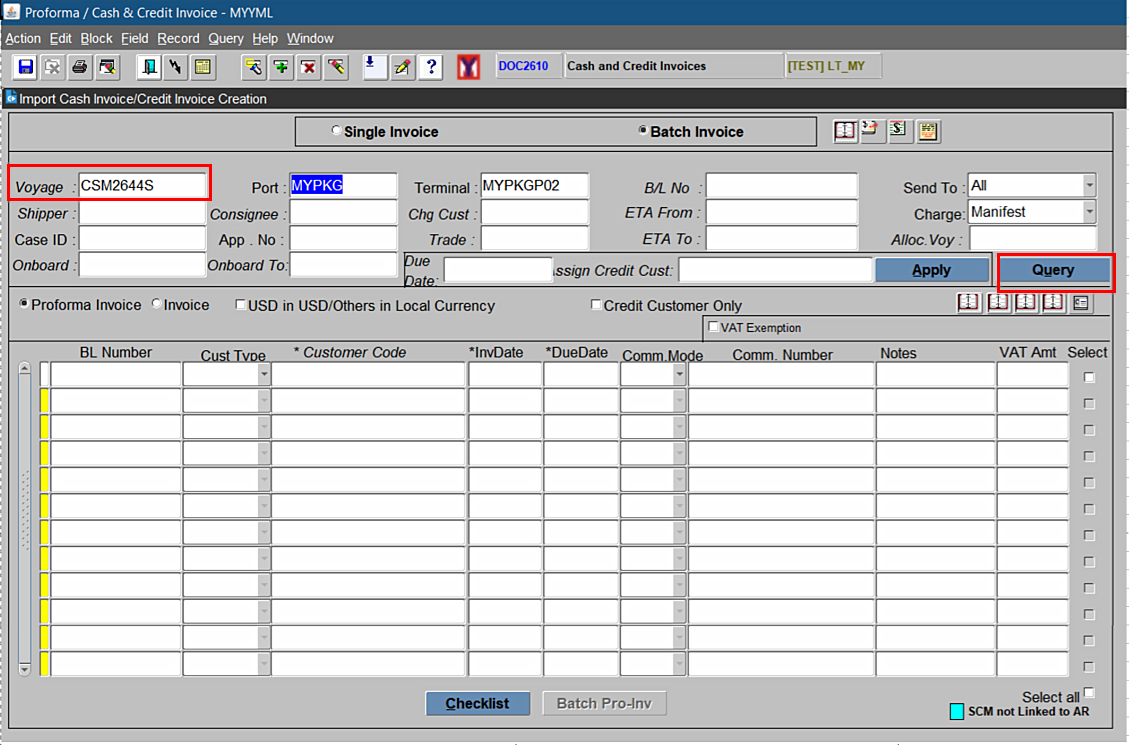 Proforma / Cash & Credit Invoice - MYYML
Action Edit Block Field Record Query Help Window
? DOC2610 Cash and Credit Invoices [TEST] LT_MY
Import Cash Invoice/Credit Invoice Creation
Single Invoice Batch Invoice
Voyage : CSM2644S Port : MYPKG Terminal : MYPKGP02 B/L No : Send To : All
Shipper : Consignee : Chg Cust : ETA From : Charge: Manifest
Case ID : App . No : Trade : ETA To : Alloc.Voy :
Onboard : Onboard To: Due Date: ssign Credit Cust: Apply Query
Proforma Invoice Invoice USD in USD/Others in Local Currency Credit Customer Only
VAT Exemption
BL Number Cust Type * Customer Code *InvDate *DueDate Comm.Mode Comm. Number Notes VAT Amt Select
Checklist Batch Pro-Inv Select all
SCM not Linked to AR